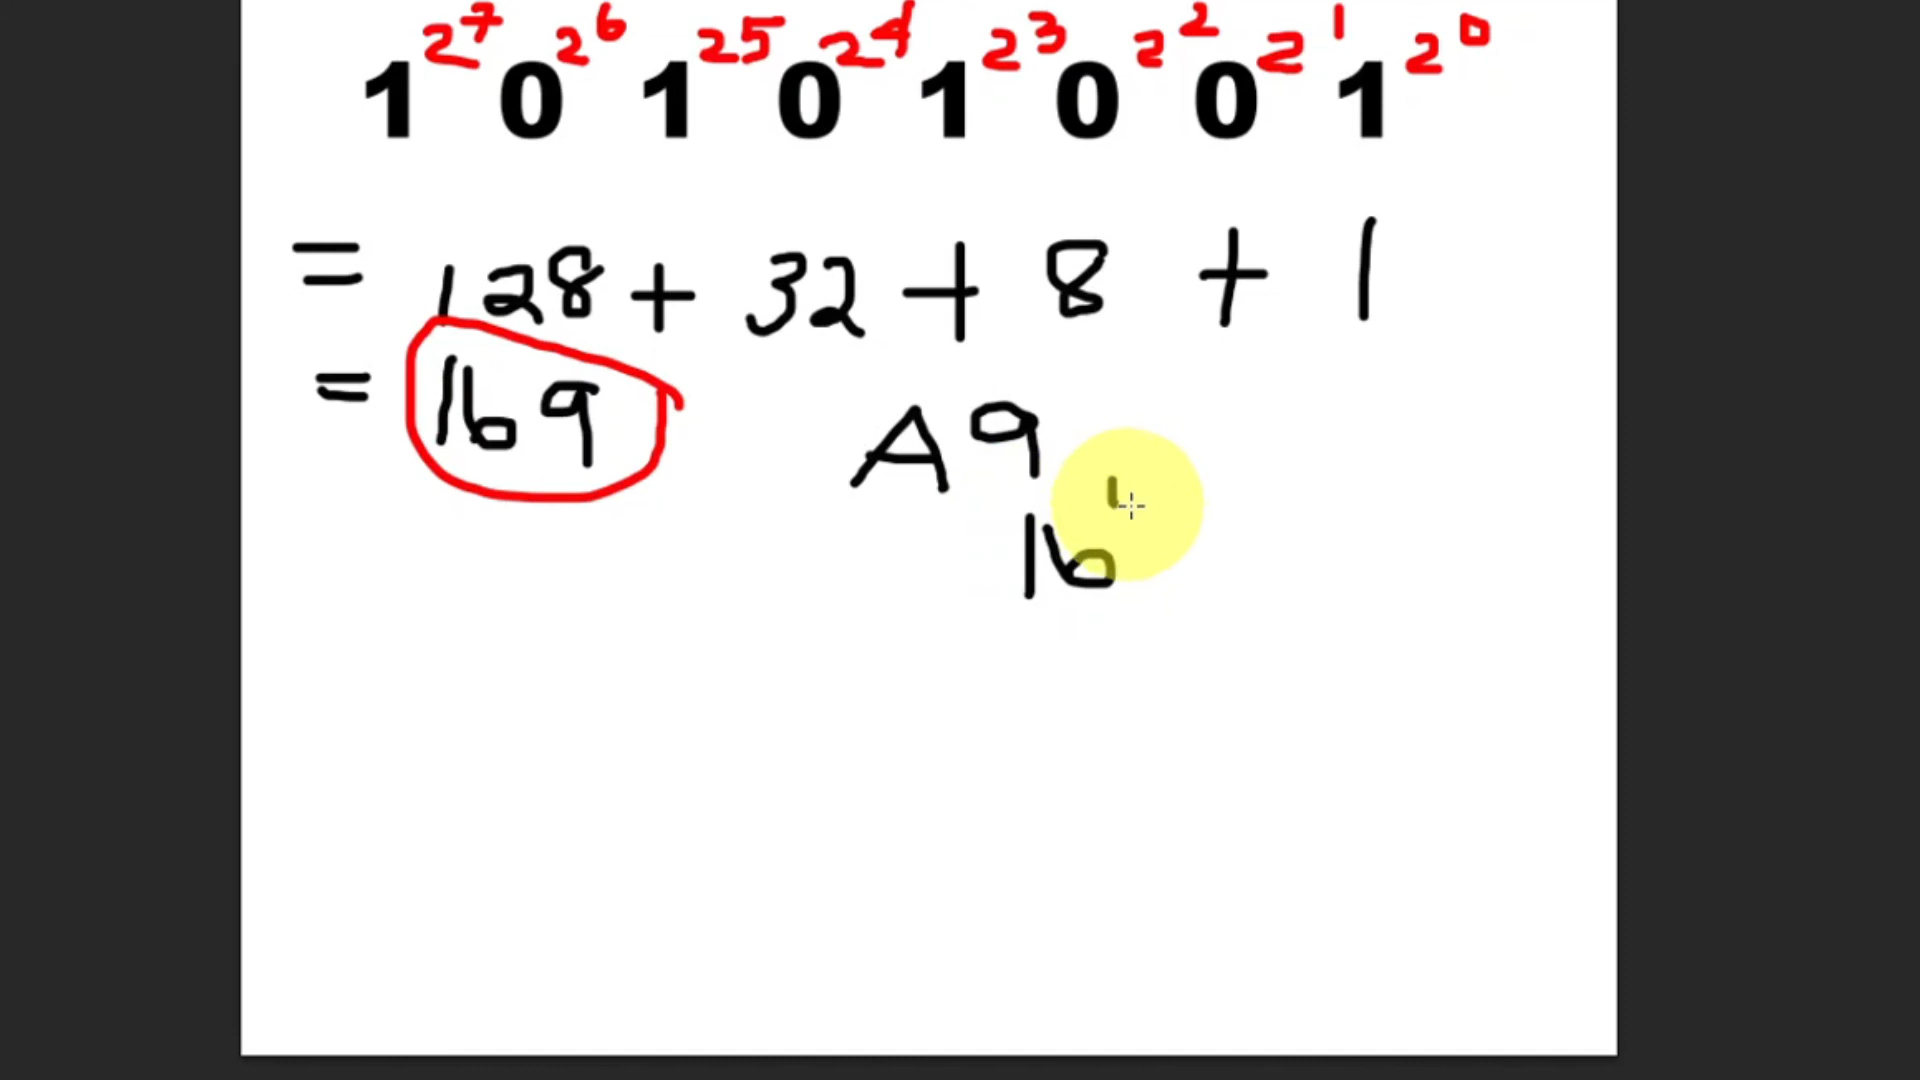 2⁷ 2⁶ 2⁵ 2⁴ 2³ 2² 2¹ 2⁰
1 0 1 0 1 0 0 1
= 128 + 32 + 8 + 1
= 169 A9
16